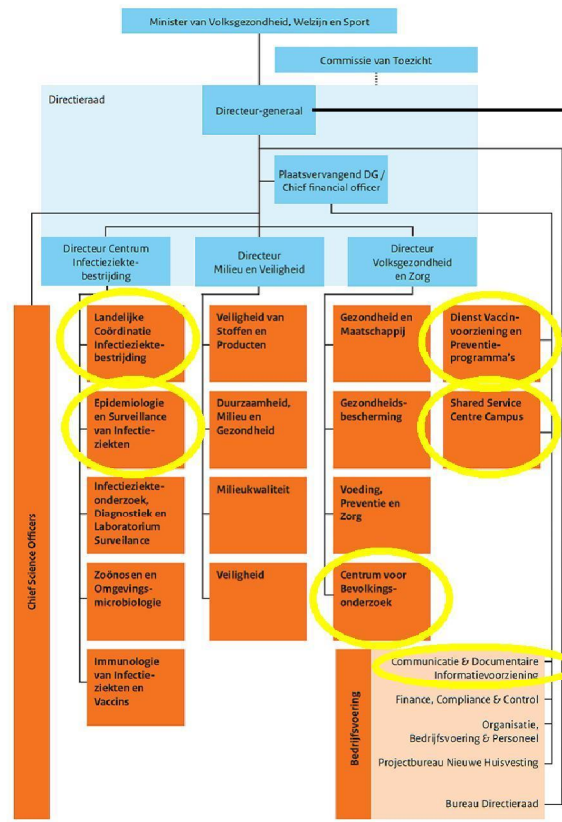 Minister van Volksgezondheid, Welzijn en Sport
Commissie van Toezicht
Directieraad
Directeur-generaal
Plaatsvervangend DG /
Chief financial officer
Directeur Centrum
Infectieziekte-
bestrijding
Directeur
Milieu en Veiligheid
Directeur
Volksgezondheid
en Zorg
Chief Science Officers
Landelijke
Coördinatie
Infectieziekte-
bestrijding
Veiligheid van
Stoffen en
Producten
Gezondheid en
Maatschappij
Dienst Vaccin-
voorziening en
Preventie-
programma's
Epidemiologie
en Surveillance
van Infectie-
ziekten
Duurzaamheid,
Milieu en
Gezondheid
Gezondheids-
bescherming
Shared Service
Centre Campus
Infectieziekte-
onderzoek,
Diagnostiek en
Laboratorium
Surveilance
Milieukwaliteit
Voeding,
Preventie en
Zorg
Zoönosen en
Omgevings-
microbiologie
Veiligheid
Centrum voor
Bevolkings-
onderzoek
Immunologie
van Infectie-
ziekten en
Vaccins
Bedrijfsvoering
Communicatie & Documentaire
Informatievoorziening
Finance, Compliance & Control
Organisatie,
Bedrijfsvoering & Personeel
Projectbureau Nieuwe Huisvesting
Bureau Directieraad